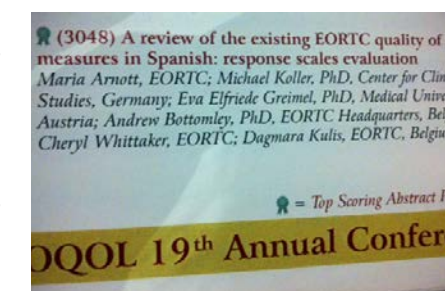 (3048) A review of the existing EORTC quality of
measures in Spanish: response scales evaluation
Maria Arnott, EORTC; Michael Koller, PhD, Center for Clin
Studies, Germany; Eva Elfriede Greimel, PhD, Medical Unive
Austria; Andrew Bottomley, PhD, EORTC Headquarters, Bel
Cheryl Whittaker, EORTC; Dagmara Kulis, EORTC, Belgiu
= Top Scoring Abstract
OQOL 19th Annual Confer